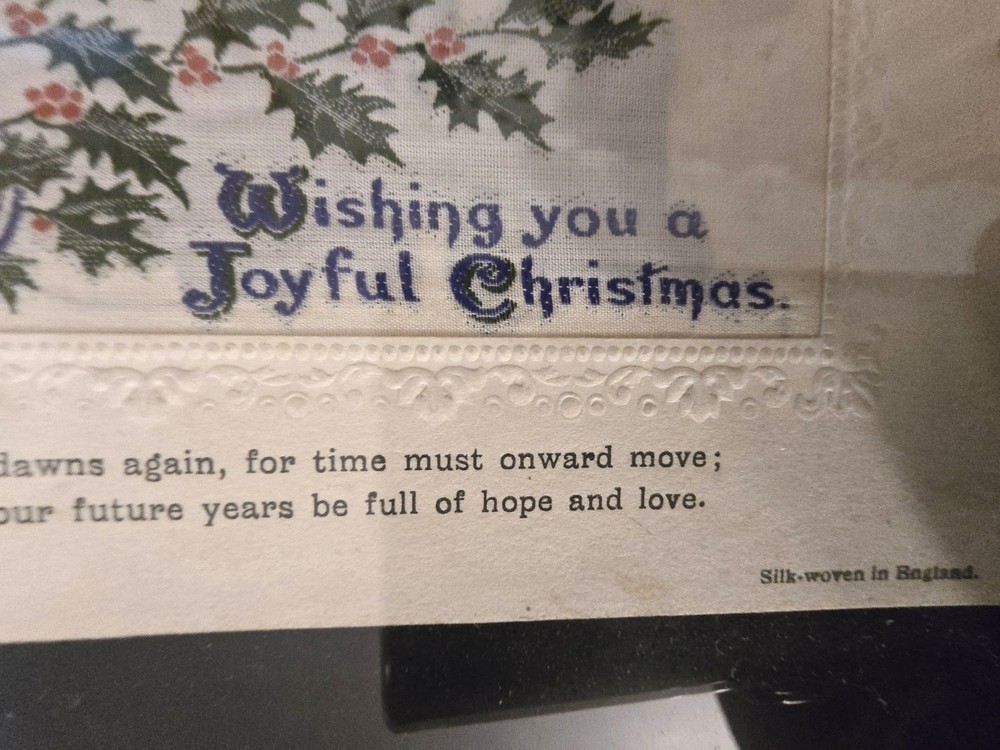 Wishing you a
Joyful Christmas.
dawns again, for time must onward move;
our future years be full of hope and love.
Silk-woven in England.